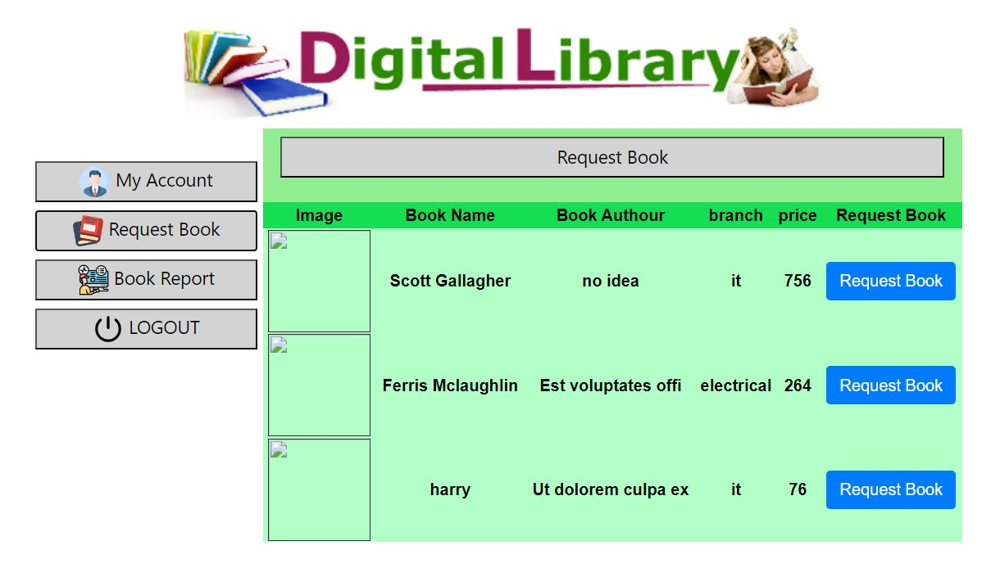 Digital Library
My Account
Request Book
Book Report
LOGOUT
Request Book
Image Book Name Book Authour branch price Request Book
Scott Gallagher no idea it 756 Request Book
Ferris Mclaughlin Est voluptates offi electrical 264 Request Book
harry Ut dolorem culpa ex it 76 Request Book